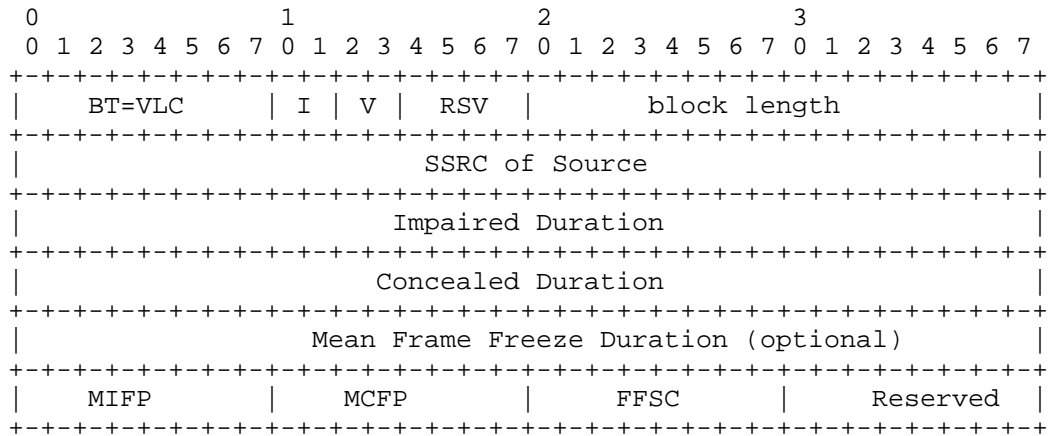 0                   1                   2                   3
 0 1 2 3 4 5 6 7 0 1 2 3 4 5 6 7 0 1 2 3 4 5 6 7 0 1 2 3 4 5 6 7
+-+-+-+-+-+-+-+-+-+-+-+-+-+-+-+-+-+-+-+-+-+-+-+-+-+-+-+-+-+-+-+-+
|    BT=VLC     | I | V |  RSV  |       block length            |
+-+-+-+-+-+-+-+-+-+-+-+-+-+-+-+-+-+-+-+-+-+-+-+-+-+-+-+-+-+-+-+-+
|                         SSRC of Source                        |
+-+-+-+-+-+-+-+-+-+-+-+-+-+-+-+-+-+-+-+-+-+-+-+-+-+-+-+-+-+-+-+-+
|                       Impaired Duration                       |
+-+-+-+-+-+-+-+-+-+-+-+-+-+-+-+-+-+-+-+-+-+-+-+-+-+-+-+-+-+-+-+-+
|                      Concealed Duration                       |
+-+-+-+-+-+-+-+-+-+-+-+-+-+-+-+-+-+-+-+-+-+-+-+-+-+-+-+-+-+-+-+-+
|                  Mean Frame Freeze Duration (optional)        |
+-+-+-+-+-+-+-+-+-+-+-+-+-+-+-+-+-+-+-+-+-+-+-+-+-+-+-+-+-+-+-+-+
|    MIFP       |    MCFP       |     FFSC      |     Reserved  |
+-+-+-+-+-+-+-+-+-+-+-+-+-+-+-+-+-+-+-+-+-+-+-+-+-+-+-+-+-+-+-+-+